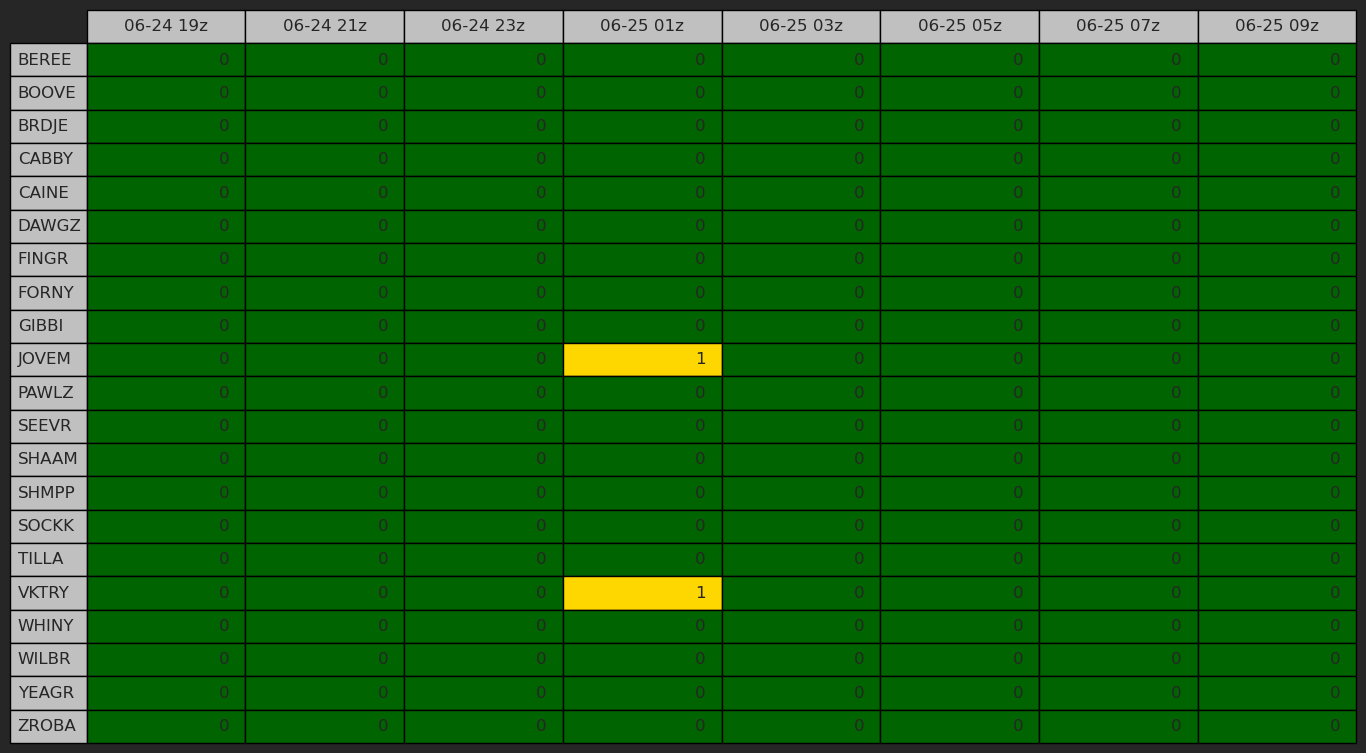 06-24 19z 06-24 21z 06-24 23z 06-25 01z 06-25 03z 06-25 05z 06-25 07z 06-25 09z
BEREE 0 0 0 0 0 0 0 0
BOOVE 0 0 0 0 0 0 0 0
BRDJE 0 0 0 0 0 0 0 0
CABBY 0 0 0 0 0 0 0 0
CAINE 0 0 0 0 0 0 0 0
DAWGZ 0 0 0 0 0 0 0 0
FINGR 0 0 0 0 0 0 0 0
FORNY 0 0 0 0 0 0 0 0
GIBBI 0 0 0 0 0 0 0 0
JOVEM 0 0 0 1 0 0 0 0
PAWLZ 0 0 0 0 0 0 0 0
SEEVR 0 0 0 0 0 0 0 0
SHAAM 0 0 0 0 0 0 0 0
SHMPP 0 0 0 0 0 0 0 0
SOCKK 0 0 0 0 0 0 0 0
TILLA 0 0 0 0 0 0 0 0
VKTRY 0 0 0 1 0 0 0 0
WHINY 0 0 0 0 0 0 0 0
WILBR 0 0 0 0 0 0 0 0
YEAGR 0 0 0 0 0 0 0 0
ZROBA 0 0 0 0 0 0 0 0